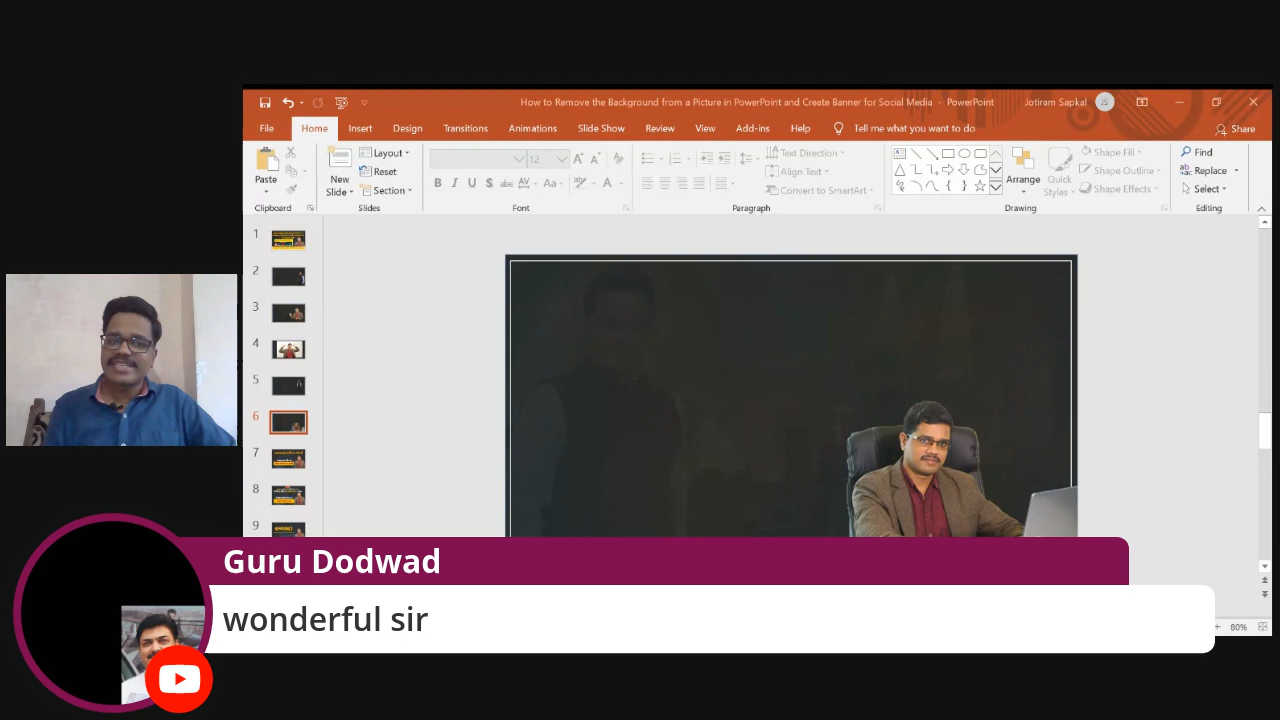 How to Remove the Background from a Picture in PowerPoint and Create Banner for Social Media - PowerPoint
Jotiram Sapkal JS
File Home Insert Design Transitions Animations Slide Show Review View Add-ins Help Tell me what you want to do Share
Paste
New Slide
Layout
Reset
Section
12
B I U S abc AV Aa A
Text Direction
Align Text
Convert to SmartArt
Arrange
Quick Styles
Shape Fill
Shape Outline
Shape Effects
Find
Replace
Select
Clipboard Slides Font Paragraph Drawing Editing
1
2
3
4
5
6
7
8
9
80%
Guru Dodwad
wonderful sir